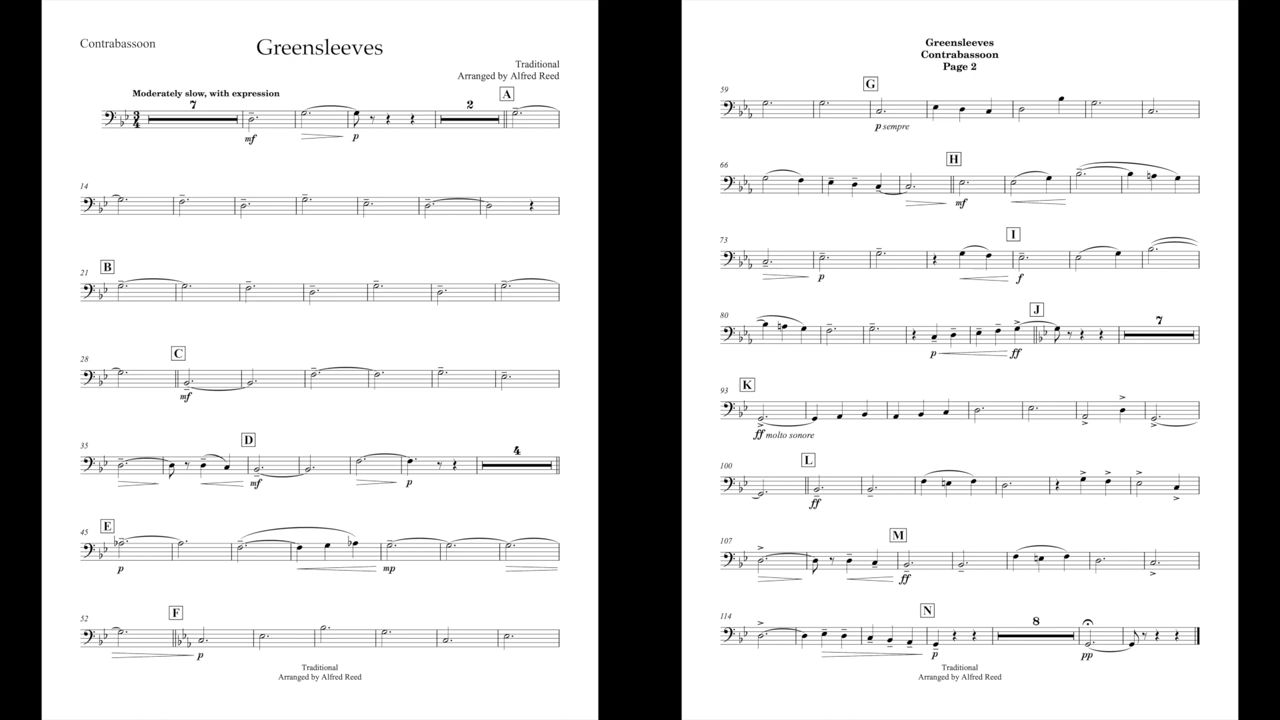 Contrabassoon
Greensleeves
Traditional
Arranged by Alfred Reed
Moderately slow, with expression
7 2 A
mf p
14
21 B
28 C
mf
35 D 4
mf p
45 E
p mp
52 F
p
Traditional
Arranged by Alfred Reed
Greensleeves
Contrabassoon
Page 2
59 G
p sempre
66 H
mf
73 I
p f
80 J 7
p ff
93 K
ff molto sonore
100 L
ff
107 M
ff
114 N 8
p pp
Traditional
Arranged by Alfred Reed